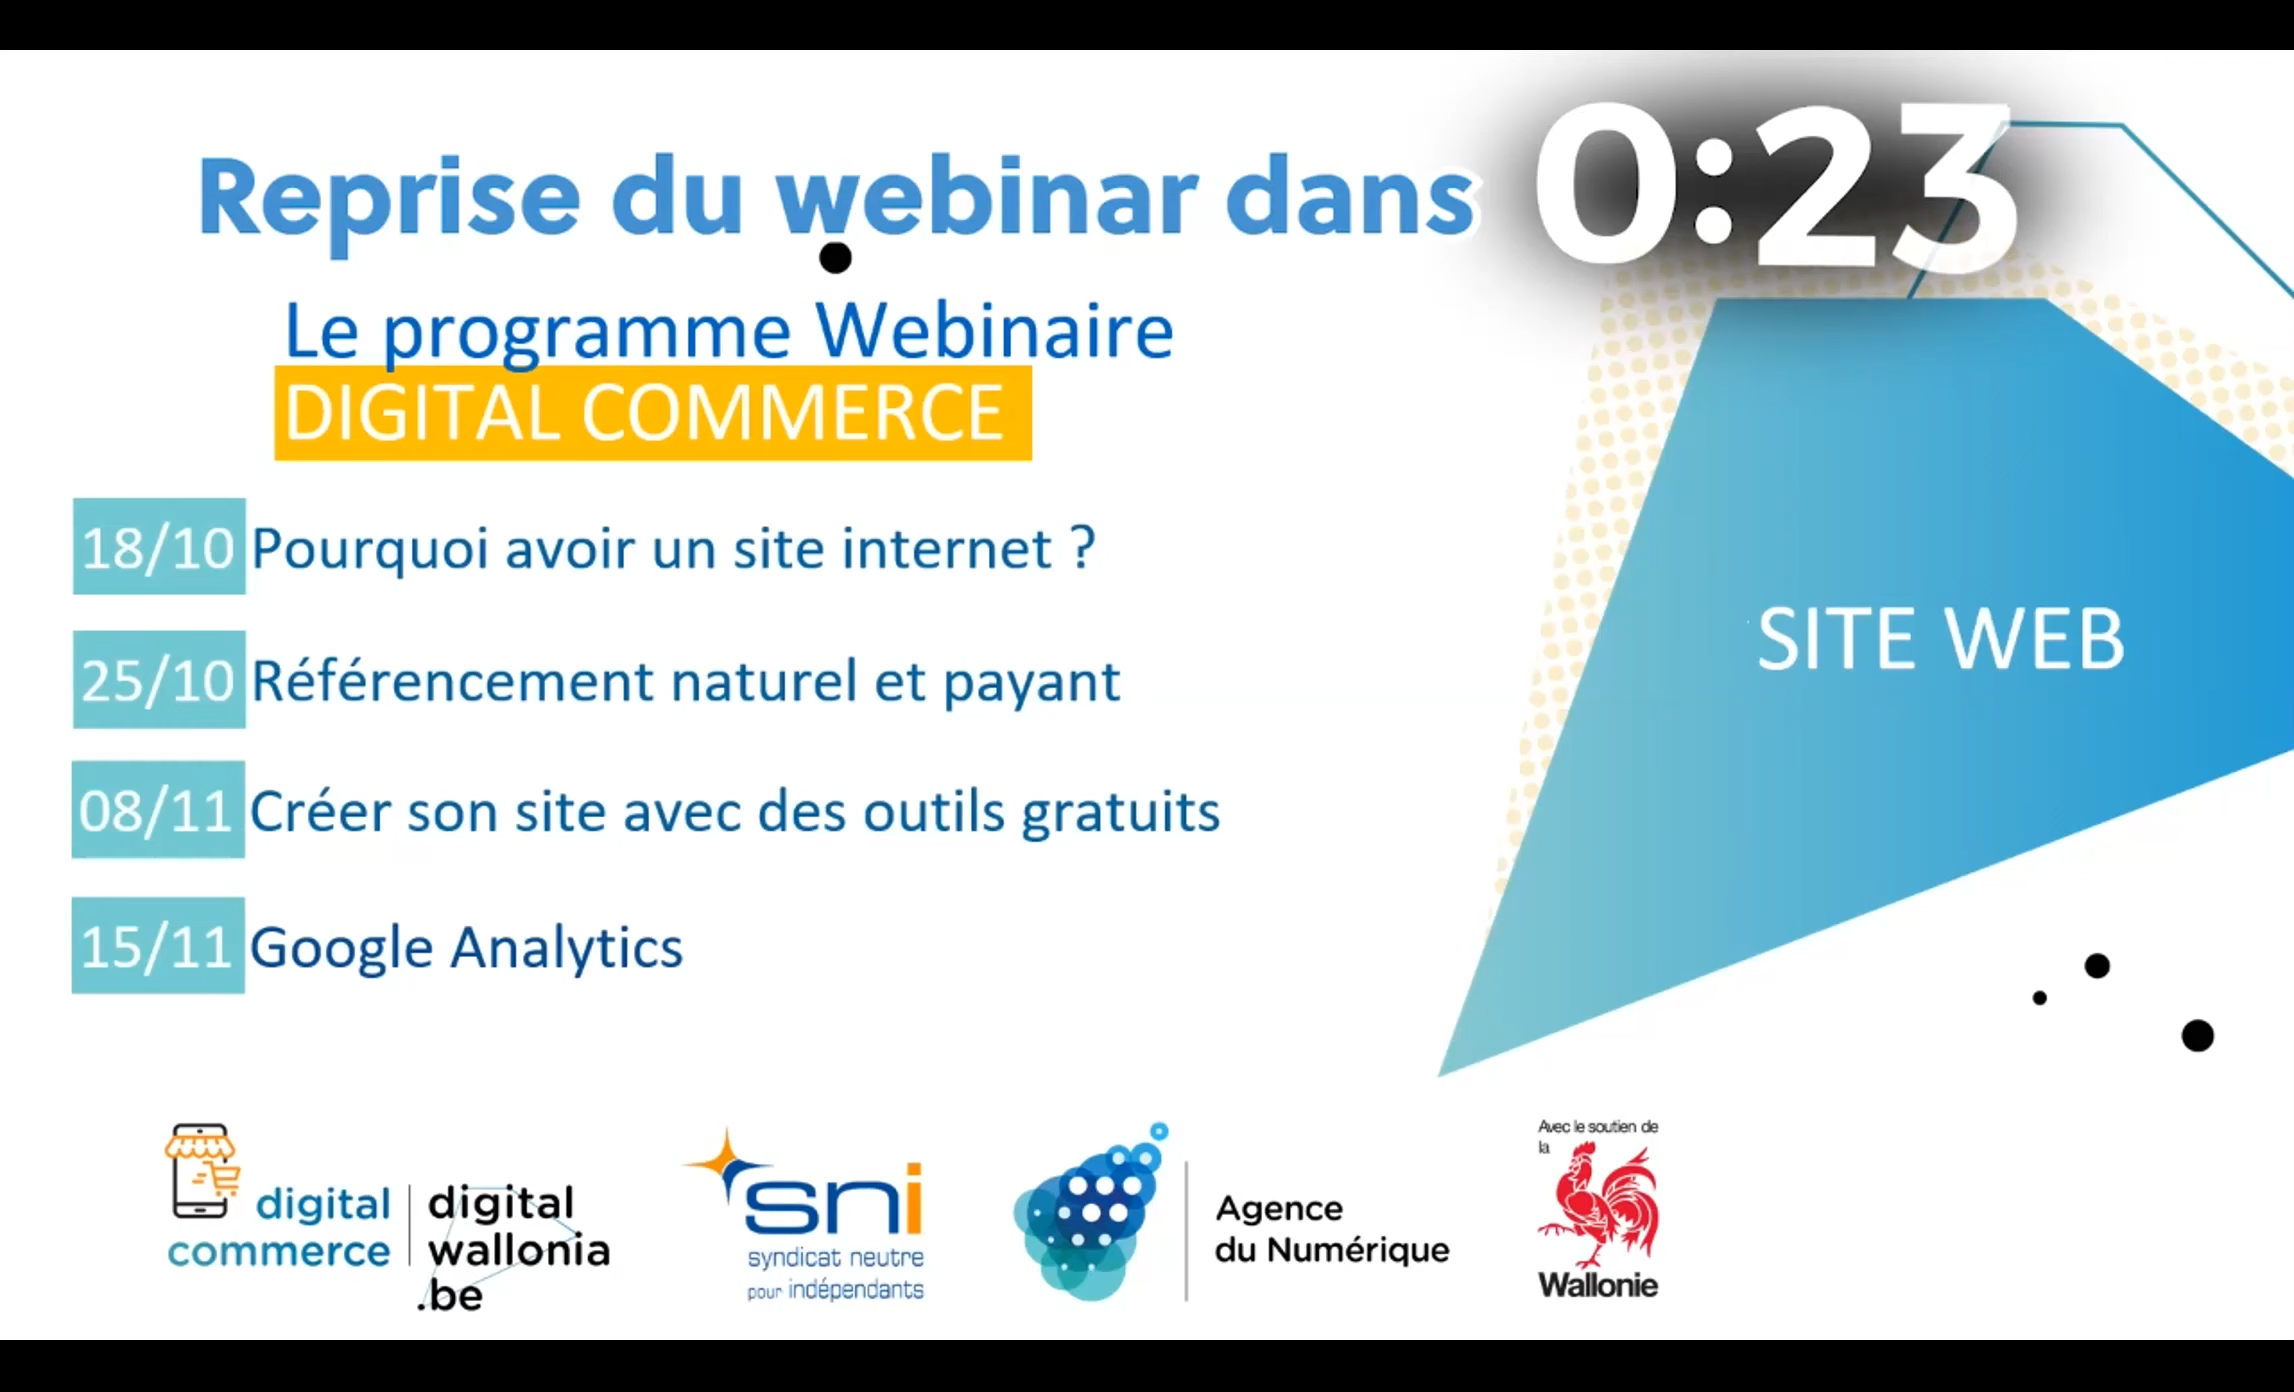 Reprise du webinar dans 0:23
Le programme Webinaire
DIGITAL COMMERCE
18/10 Pourquoi avoir un site internet ?
25/10 Référencement naturel et payant
08/11 Créer son site avec des outils gratuits
15/11 Google Analytics
SITE WEB
digital
commerce
digital
wallonia
.be
sni
syndicat neutre
pour indépendants
Agence
du Numérique
Avec le soutien de
la
Wallonie